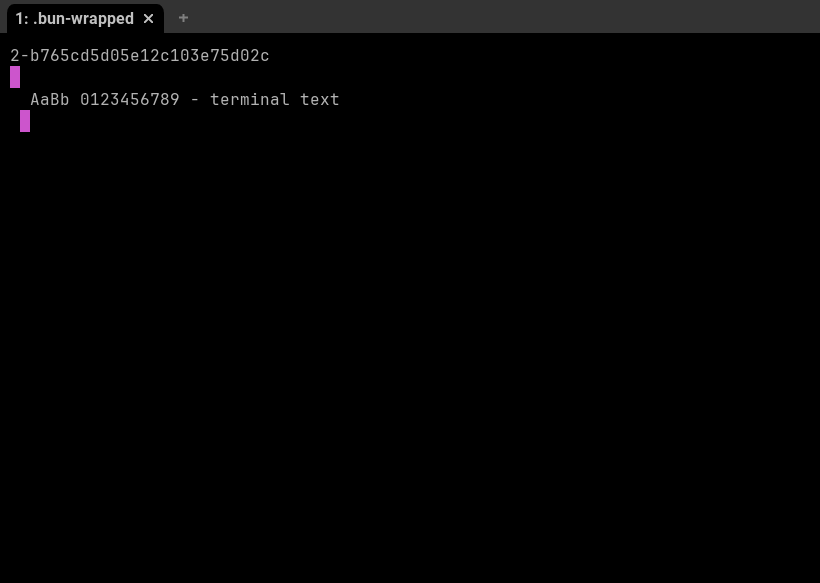 1: .bun-wrapped × +
2-b765cd5d05e12c103e75d02c
AaBb 0123456789 - terminal text